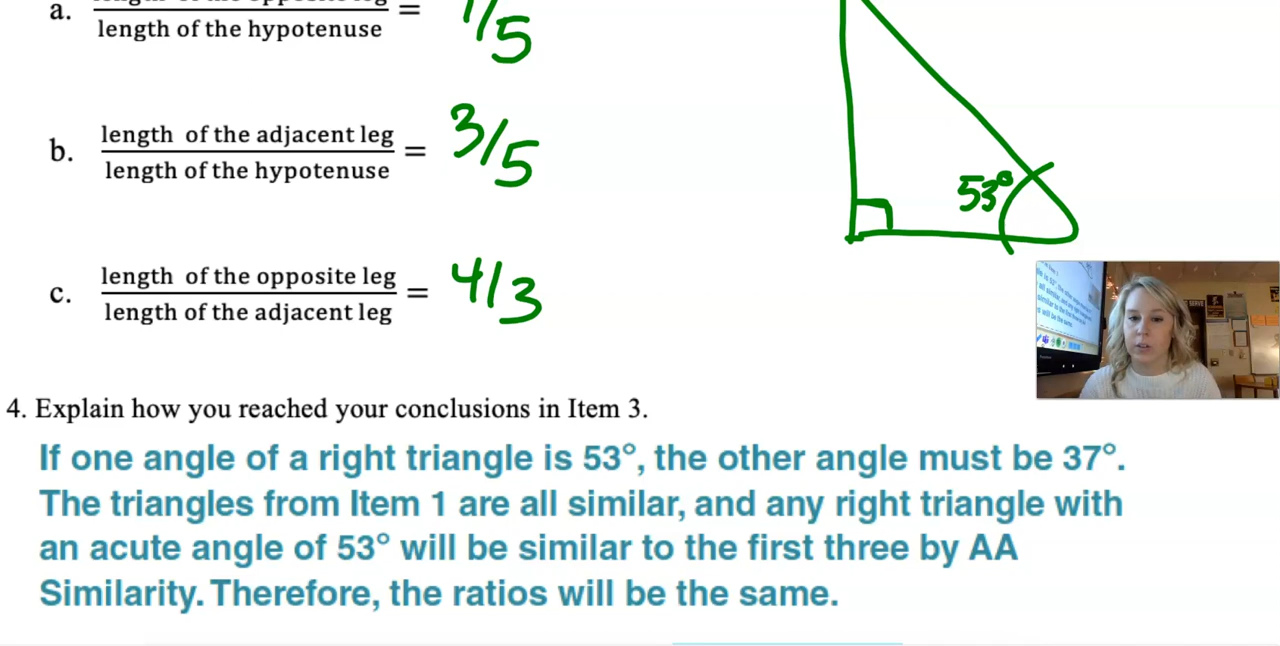 a. length of the hypotenuse = /5
b. length of the adjacent leg
length of the hypotenuse = 3/5
53°
c. length of the opposite leg
length of the adjacent leg = 4/3
4. Explain how you reached your conclusions in Item 3.
If one angle of a right triangle is 53°, the other angle must be 37°.
The triangles from Item 1 are all similar, and any right triangle with
an acute angle of 53° will be similar to the first three by AA
Similarity. Therefore, the ratios will be the same.